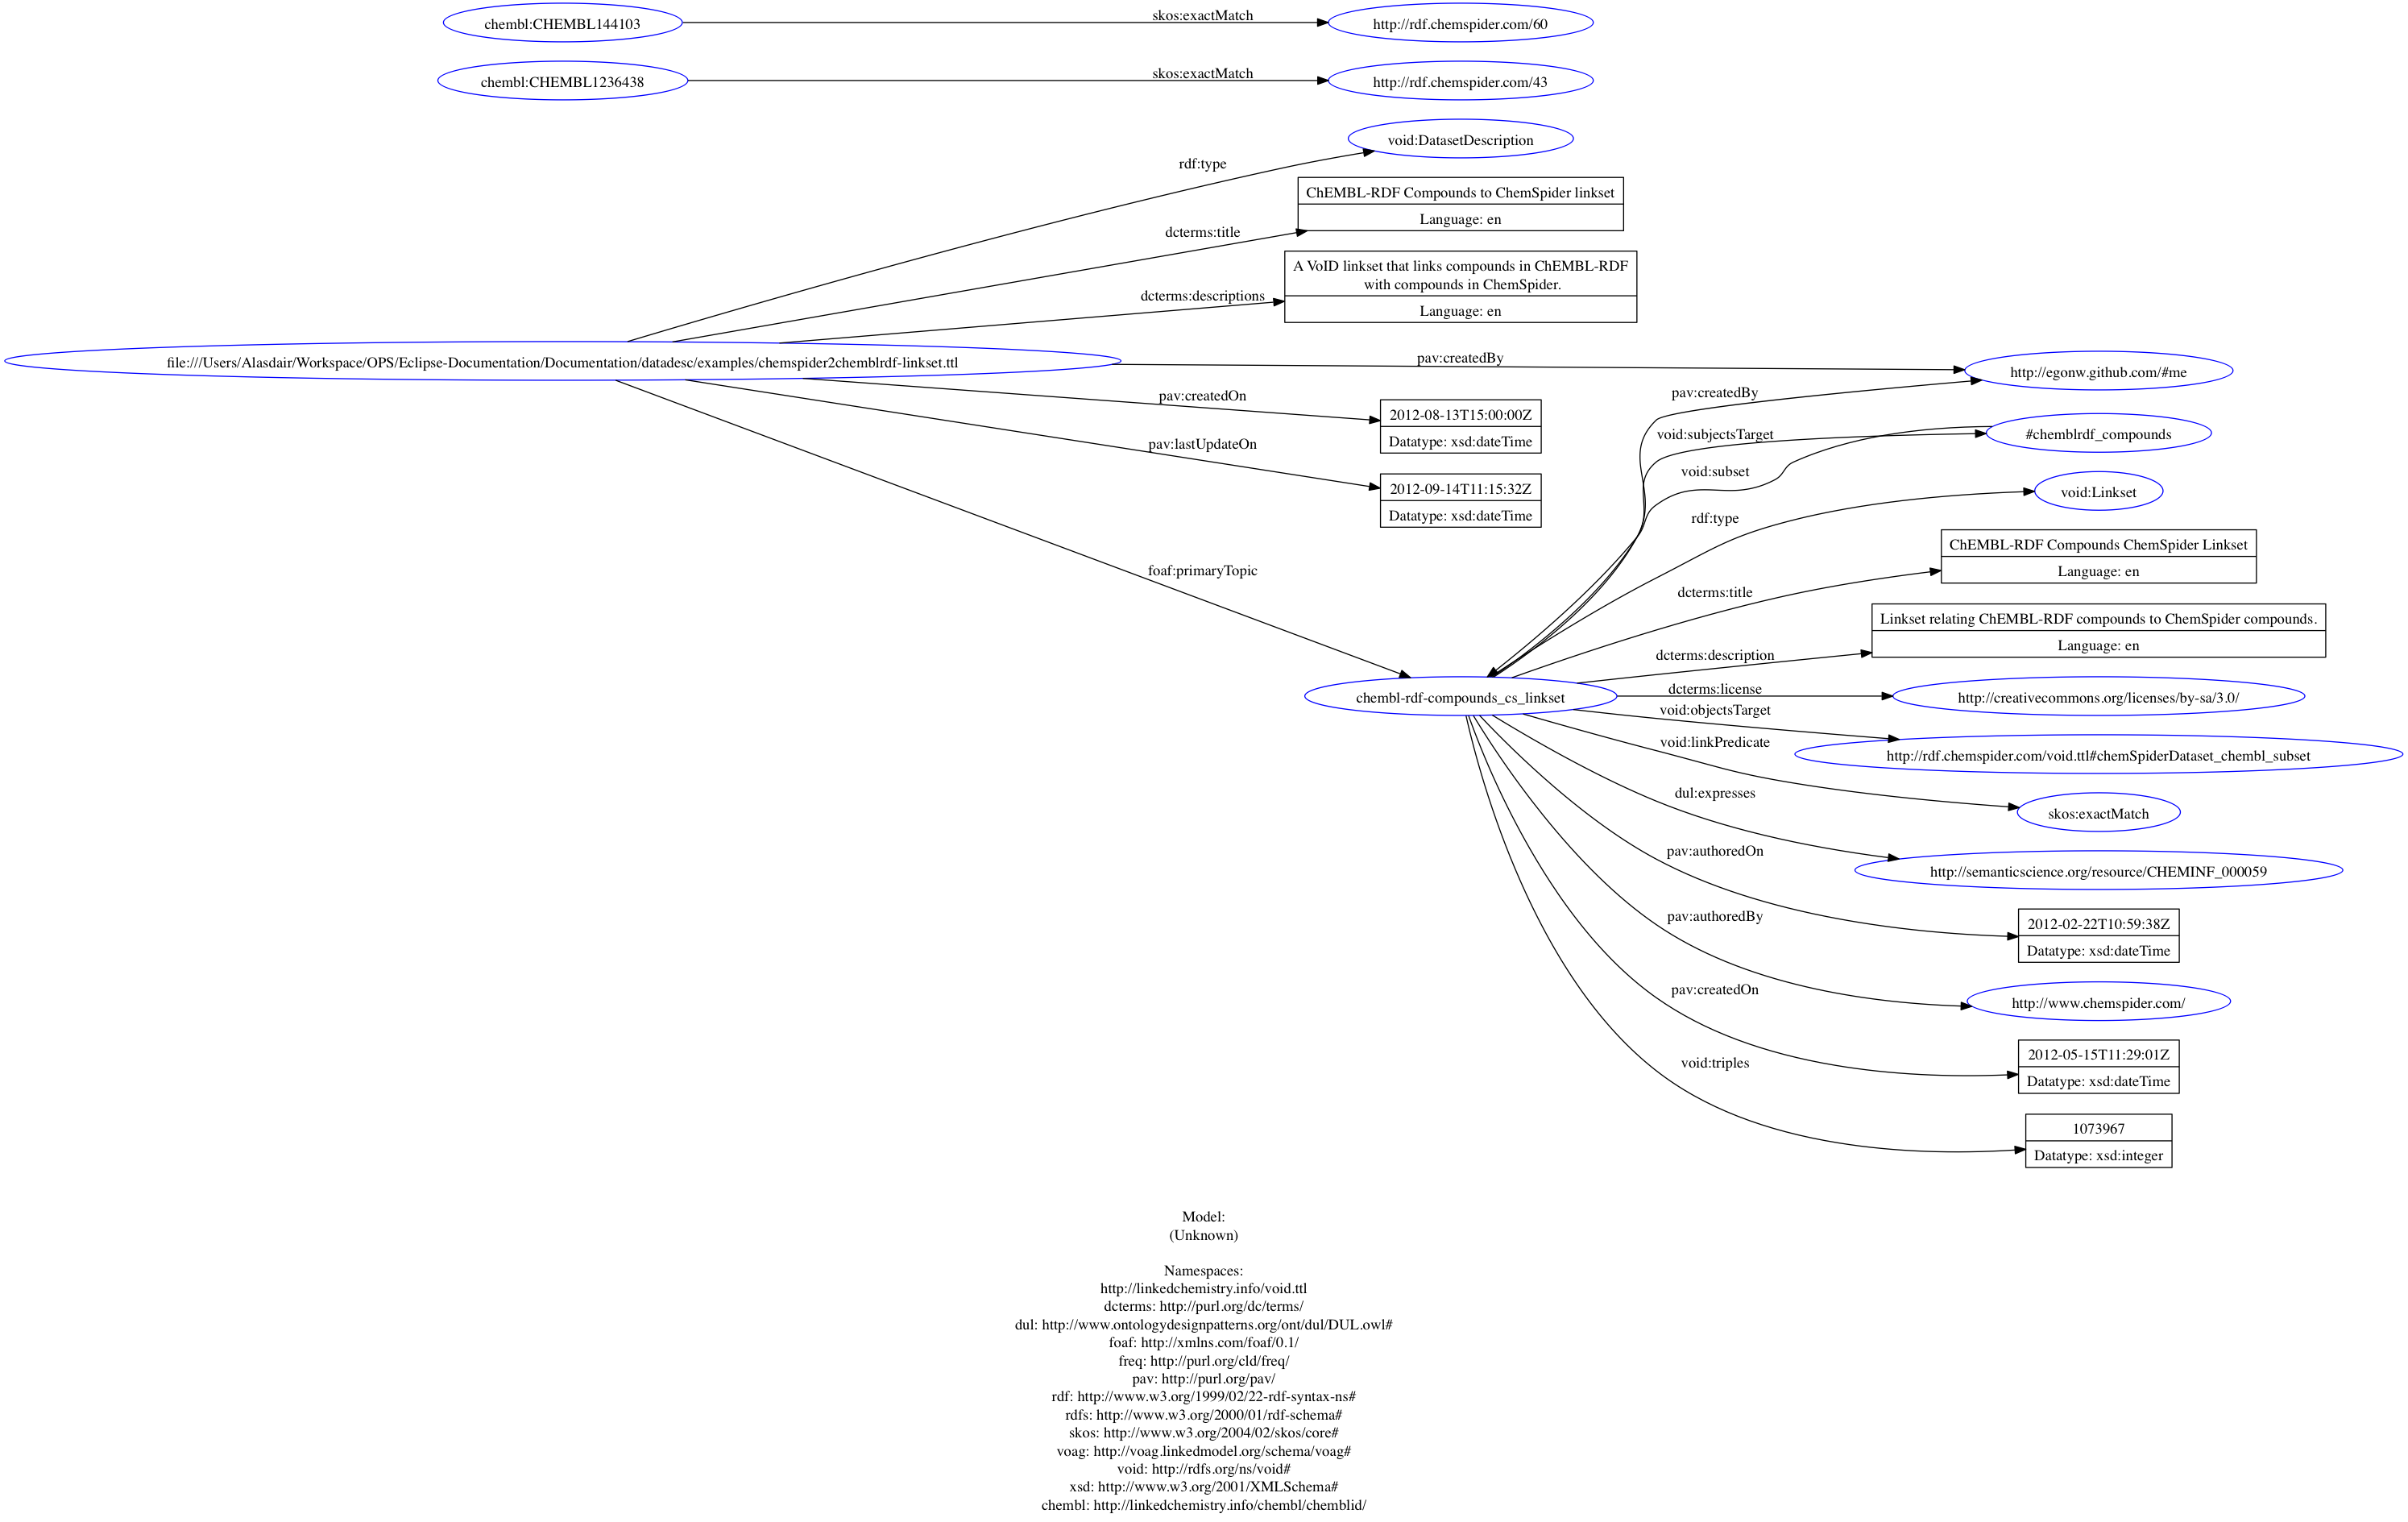 chembl:CHEMBL144103
skos:exactMatch
http://rdf.chemspider.com/60
chembl:CHEMBL1236438
skos:exactMatch
http://rdf.chemspider.com/43
void:DatasetDescription
rdf:type
ChEMBL-RDF Compounds to ChemSpider linkset
Language: en
dcterms:title
A VoID linkset that links compounds in ChEMBL-RDF
with compounds in ChemSpider.
Language: en
dcterms:descriptions
file:///Users/Alasdair/Workspace/OPS/Eclipse-Documentation/Documentation/datadesc/examples/chemspider2chemblrdf-linkset.ttl
pav:createdBy
http://egonw.github.com/#me
pav:createdOn
2012-08-13T15:00:00Z
Datatype: xsd:dateTime
pav:lastUpdateOn
2012-09-14T11:15:32Z
Datatype: xsd:dateTime
foaf:primaryTopic
pav:createdBy
void:subjectsTarget
#chemblrdf_compounds
void:subset
void:Linkset
rdf:type
ChEMBL-RDF Compounds ChemSpider Linkset
Language: en
dcterms:title
Linkset relating ChEMBL-RDF compounds to ChemSpider compounds.
Language: en
dcterms:description
chembl-rdf-compounds_cs_linkset
dcterms:license
http://creativecommons.org/licenses/by-sa/3.0/
void:objectsTarget
http://rdf.chemspider.com/void.ttl#chemSpiderDataset_chembl_subset
void:linkPredicate
skos:exactMatch
dul:expresses
http://semanticscience.org/resource/CHEMINF_000059
pav:authoredOn
2012-02-22T10:59:38Z
Datatype: xsd:dateTime
pav:authoredBy
http://www.chemspider.com/
pav:createdOn
2012-05-15T11:29:01Z
Datatype: xsd:dateTime
void:triples
1073967
Datatype: xsd:integer
Model:
(Unknown)
Namespaces:
http://linkedchemistry.info/void.ttl
dcterms: http://purl.org/dc/terms/
dul: http://www.ontologydesignpatterns.org/ont/dul/DUL.owl#
foaf: http://xmlns.com/foaf/0.1/
freq: http://purl.org/cld/freq/
pav: http://purl.org/pav/
rdf: http://www.w3.org/1999/02/22-rdf-syntax-ns#
rdfs: http://www.w3.org/2000/01/rdf-schema#
skos: http://www.w3.org/2004/02/skos/core#
voag: http://voag.linkedmodel.org/schema/voag#
void: http://rdfs.org/ns/void#
xsd: http://www.w3.org/2001/XMLSchema#
chembl: http://linkedchemistry.info/chembl/chemblid/